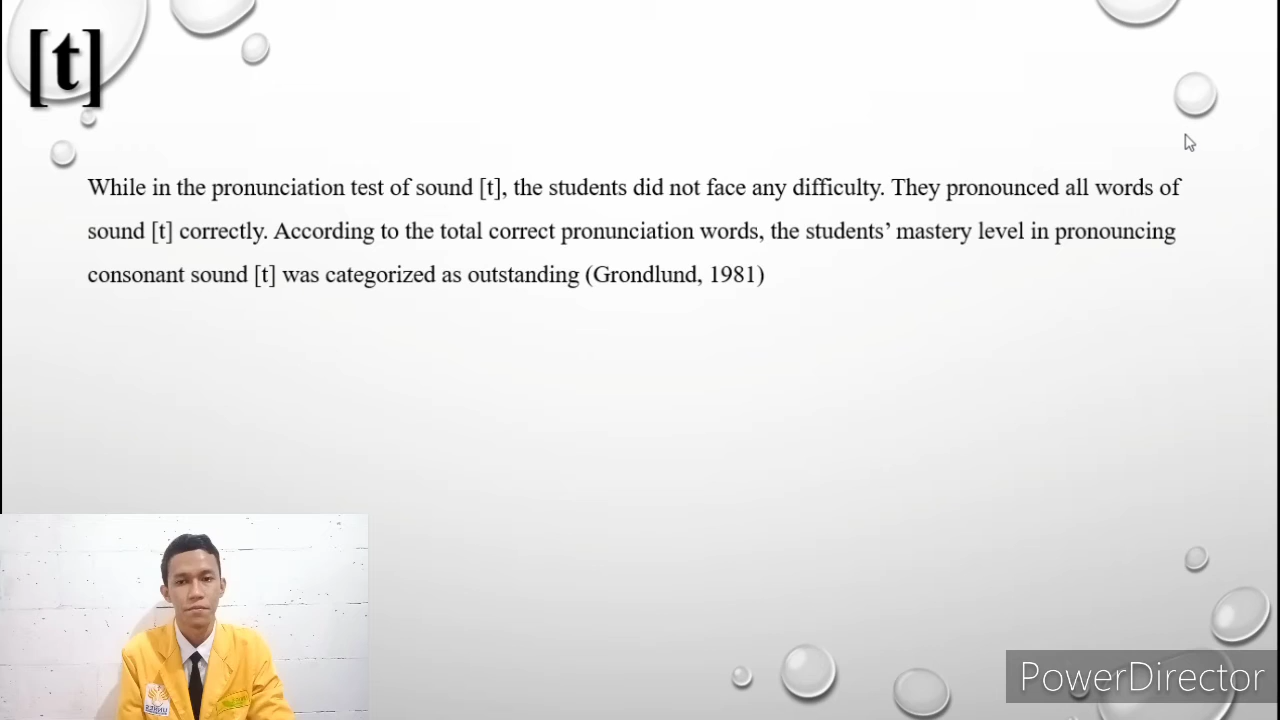 [t]
While in the pronunciation test of sound [t], the students did not face any difficulty. They pronounced all words of
sound [t] correctly. According to the total correct pronunciation words, the students’ mastery level in pronouncing
consonant sound [t] was categorized as outstanding (Grondlund, 1981)
PowerDirector